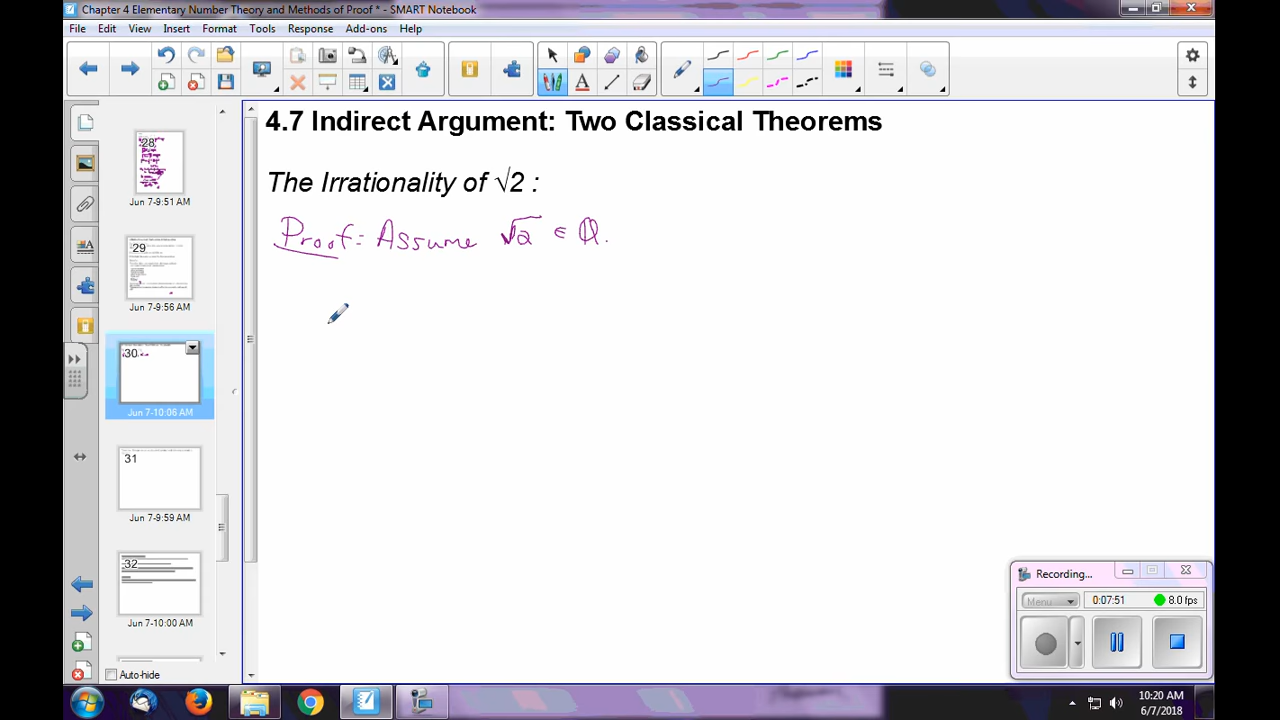 Chapter 4 Elementary Number Theory and Methods of Proof * - SMART Notebook
File Edit View Insert Format Tools Response Addons Help
4.7 Indirect Argument: Two Classical Theorems
The Irrationality of √2 :
Proof: Assume √2 ∈ ℚ.
28
Jun 7-9:51 AM
29
Jun 7-9:56 AM
30
Jun 7-10:06 AM
31
Jun 7-9:59 AM
32
Jun 7-10:00 AM
Auto-hide
Recording...
Menu 0:07:51 8.0 fps
10:20 AM
6/7/2018